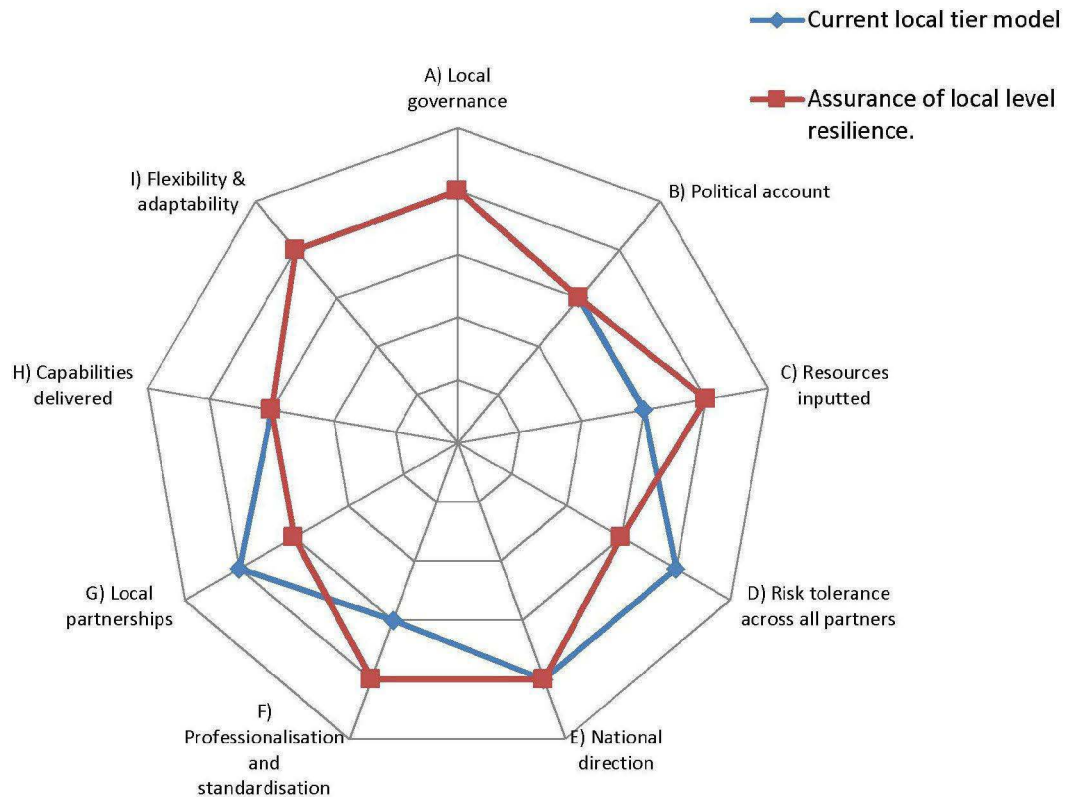 Current local tier model
Assurance of local level
resilience.
A) Local
governance
B) Political account
C) Resources
inputted
D) Risk tolerance
across all partners
E) National
direction
F)
Professionalisation
and
standardisation
G) Local
partnerships
H) Capabilities
delivered
I) Flexibility &
adaptability